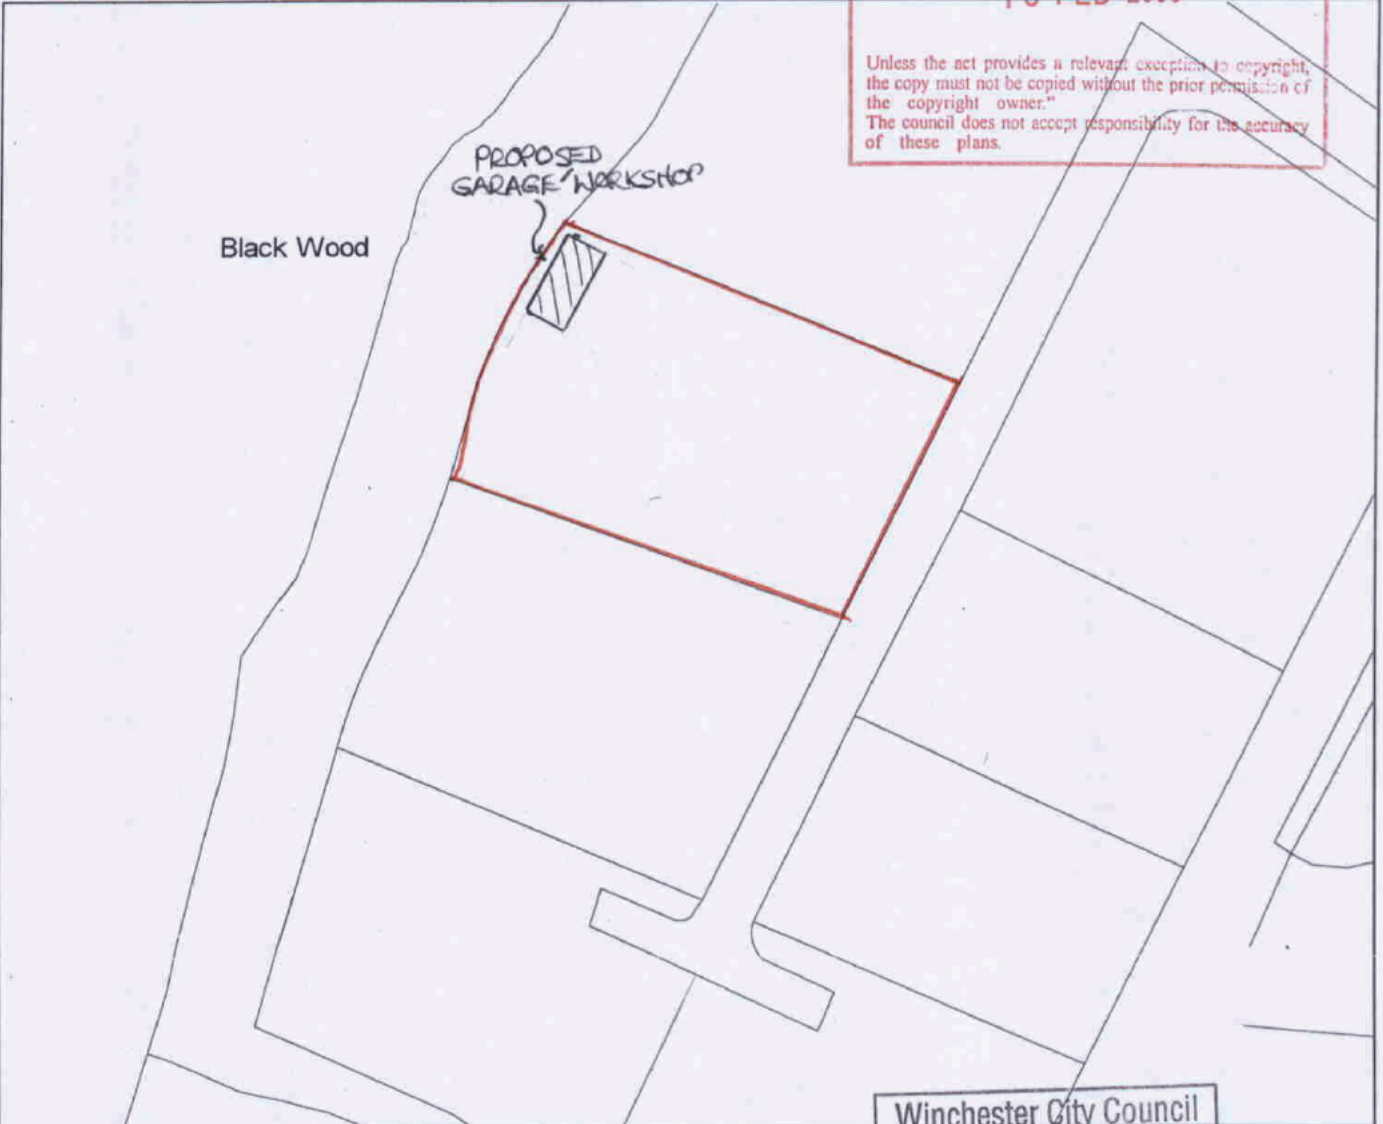 Unless the act provides a relevant exception to copyright,
the copy must not be copied without the prior permission of
the copyright owner."
The council does not accept responsibility for the accuracy
of these plans.
PROPOSED
GARAGE/WORKSHOP
Black Wood
Winchester City Council